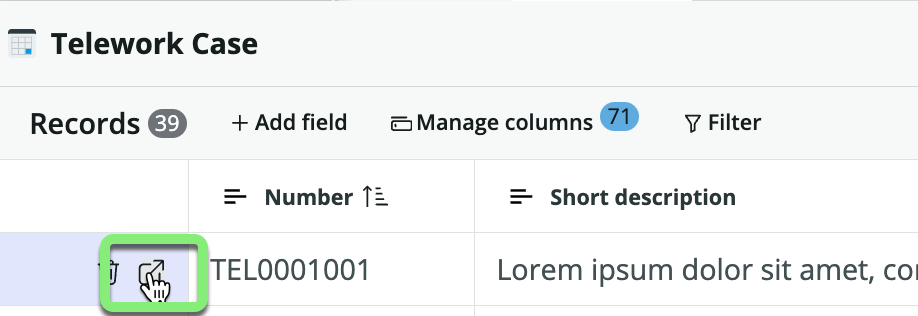 Telework Case
Records 39 + Add field Manage columns 71 Filter
Number Short description
TEL0001001 Lorem ipsum dolor sit amet, co